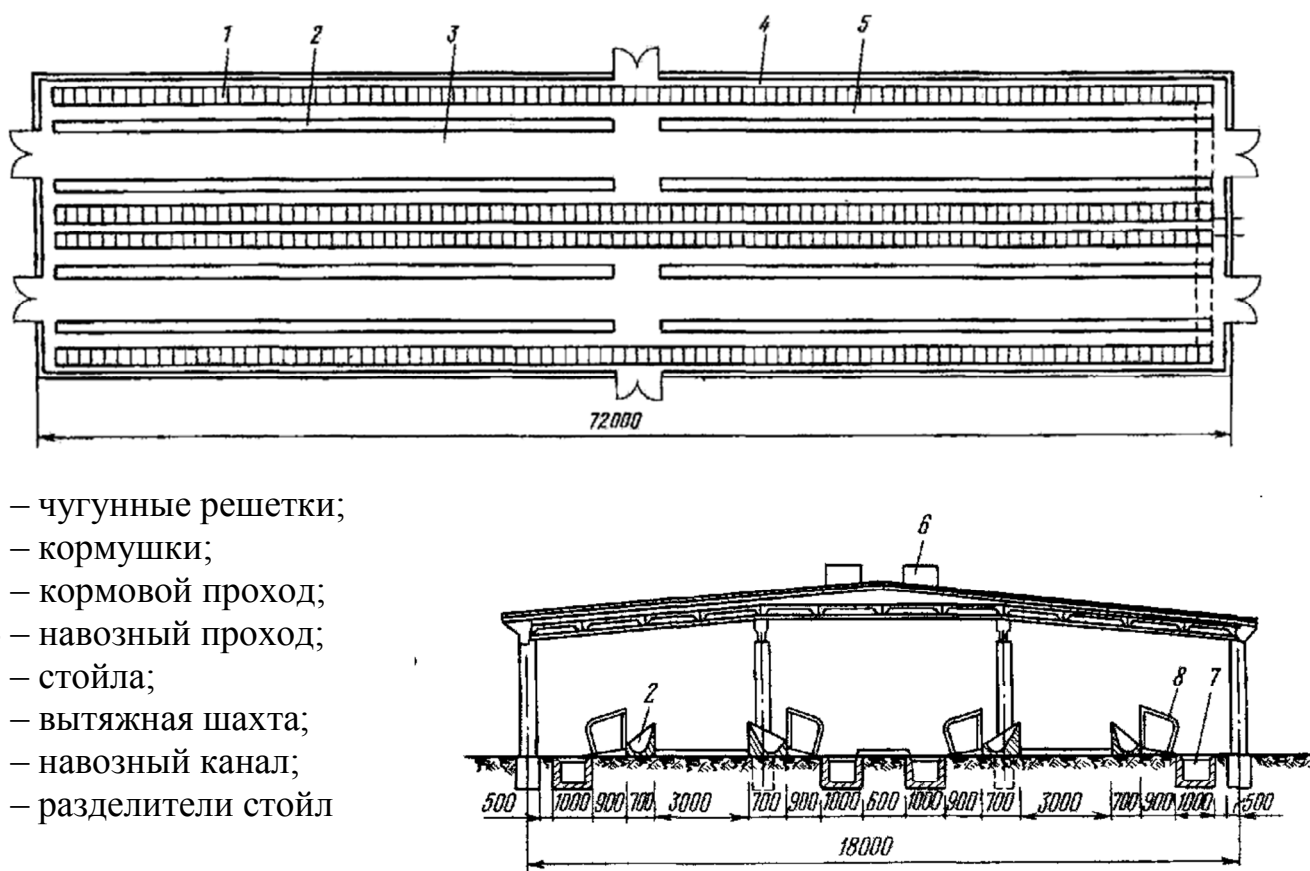 1 2 3 4 5
72000
– чугунные решетки;
– кормушки;
– кормовой проход;
– навозный проход;
– стойла;
– вытяжная шахта;
– навозный канал;
– разделители стойл
6
2 8 7
500 1000 900 700 3000 700 900 1000 600 1000 900 700 3000 700 900 1000 500
18000